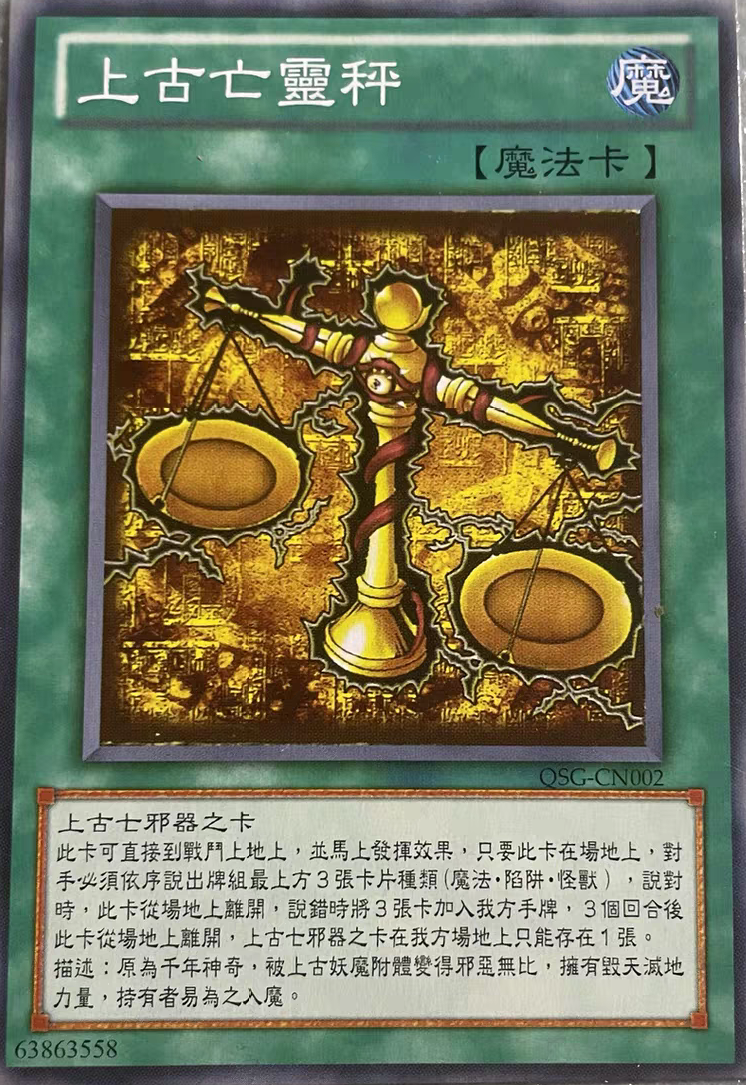 上古亡靈秤
魔
【魔法卡】
QSG-CN002
上古士邪器之卡
此卡可直接到戰鬥上地上，並馬上發揮效果，只要此卡在場地上，對
手必須依序說出牌組最上方３張卡片種類(魔法·陷阱·怪獸)，說對
時，此卡從場地上離開，說錯時將３張卡加入我方手牌，３個回合後
此卡從場地上離開，上古士邪器之卡在我方場地上只能存在１張。
描述：原為千年神奇，被上古妖魔附體變得邪惡無比，擁有毀天滅地
力量，持有者易為之入魔。
63863558